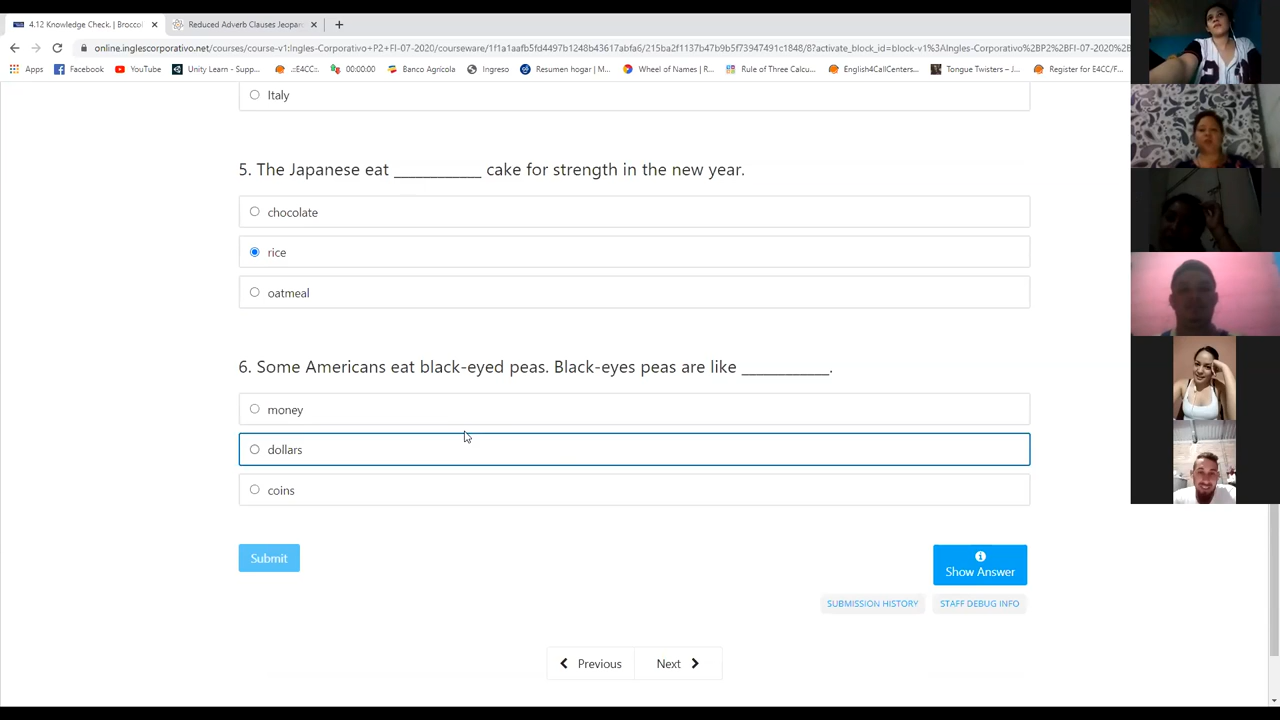 4.12 Knowledge Check. | Broccol
Reduced Adverb Clauses Jeopar
online.inglescorporativo.net/courses/course-v1:Ingles-Corporativo+P2+FI-07-2020/courseware/1f1a1aafb5fd4497b1248b43617abfa6/215ba2f1137b47b9b5f73947491c1848/8?activate_block_id=block-v1%3AIngles-Corporativo%2BP2%2BFI-07-2020%2B
Apps Facebook YouTube Unity Learn - Supp... .::E4CC:. 00:00:00 Banco Agrícola Ingreso Resumen hogar | M... Wheel of Names | R... Rule of Three Calcu... English4CallCenters... Tongue Twisters – J... Register for E4CC/F...
Italy
5. The Japanese eat ____________ cake for strength in the new year.
chocolate
rice
oatmeal
6. Some Americans eat black-eyed peas. Black-eyes peas are like ____________.
money
dollars
coins
Submit
Show Answer
SUBMISSION HISTORY STAFF DEBUG INFO
Previous Next